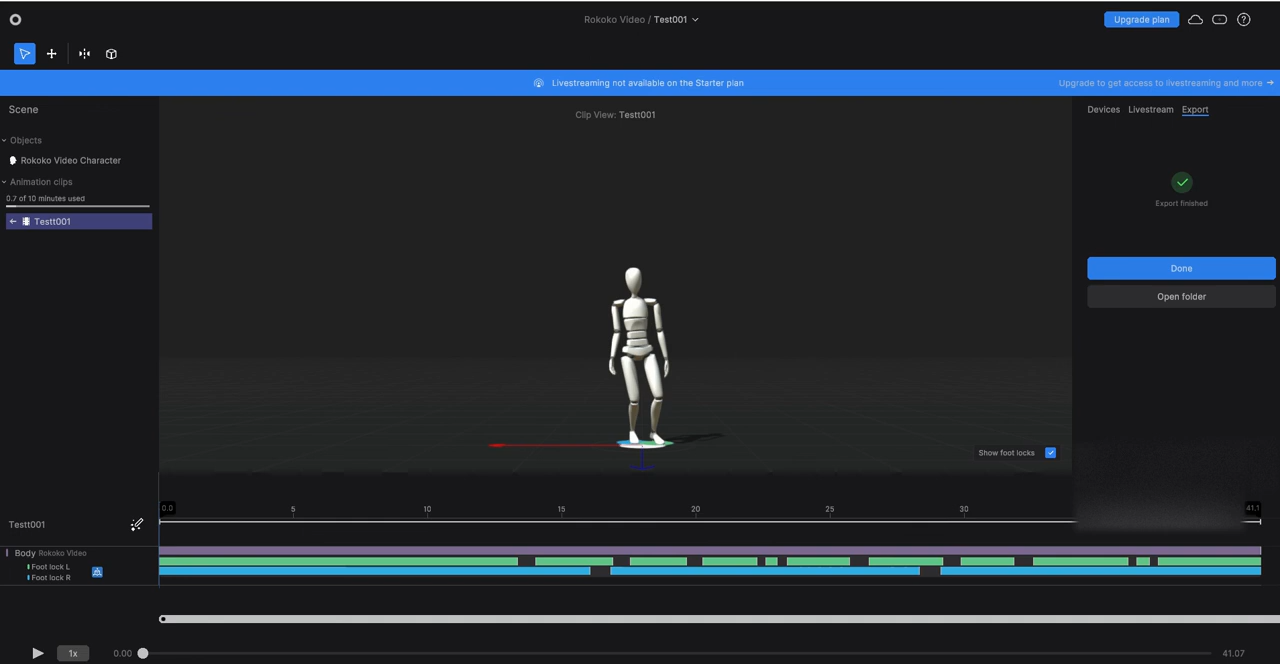 Rokoko Video / Test001
Upgrade plan
Livestreaming not available on the Starter plan
Upgrade to get access to livestreaming and more →
Scene
Clip View: Testt001
Devices Livestream Export
Objects
Rokoko Video Character
Animation clips
0.7 of 10 minutes used
Testt001
Export finished
Done
Open folder
Show foot locks
0.0 5 10 15 20 25 30 41.1
Testt001
Body Rokoko Video
Foot lock L
Foot lock R
1x 0.00 41.07